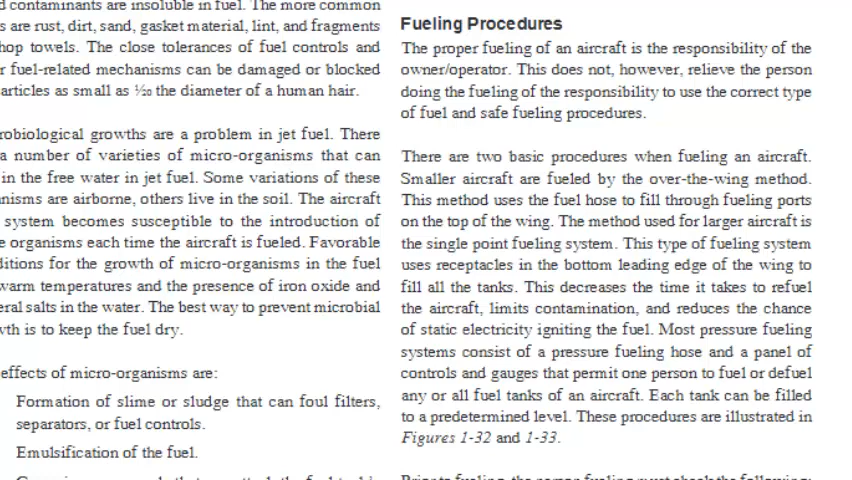 d contaminants are insoluble in fuel. The more common
s are rust, dirt, sand, gasket material, lint, and fragments
hop towels. The close tolerances of fuel controls and
r fuel-related mechanisms can be damaged or blocked
articles as small as ½0 the diameter of a human hair.
robiological growths are a problem in jet fuel. There
a number of varieties of micro-organisms that can
in the free water in jet fuel. Some variations of these
nisms are airborne, others live in the soil. The aircraft
system becomes susceptible to the introduction of
e organisms each time the aircraft is fueled. Favorable
ditions for the growth of micro-organisms in the fuel
warm temperatures and the presence of iron oxide and
eral salts in the water. The best way to prevent microbial
wth is to keep the fuel dry.
effects of micro-organisms are:
Formation of slime or sludge that can foul filters,
separators, or fuel controls.
Emulsification of the fuel.
Fueling Procedures
The proper fueling of an aircraft is the responsibility of the
owner/operator. This does not, however, relieve the person
doing the fueling of the responsibility to use the correct type
of fuel and safe fueling procedures.
There are two basic procedures when fueling an aircraft.
Smaller aircraft are fueled by the over-the-wing method.
This method uses the fuel hose to fill through fueling ports
on the top of the wing. The method used for larger aircraft is
the single point fueling system. This type of fueling system
uses receptacles in the bottom leading edge of the wing to
fill all the tanks. This decreases the time it takes to refuel
the aircraft, limits contamination, and reduces the chance
of static electricity igniting the fuel. Most pressure fueling
systems consist of a pressure fueling hose and a panel of
controls and gauges that permit one person to fuel or defuel
any or all fuel tanks of an aircraft. Each tank can be filled
to a predetermined level. These procedures are illustrated in
Figures 1-32 and 1-33.
Prior to fueling, the person fueling must check the following: